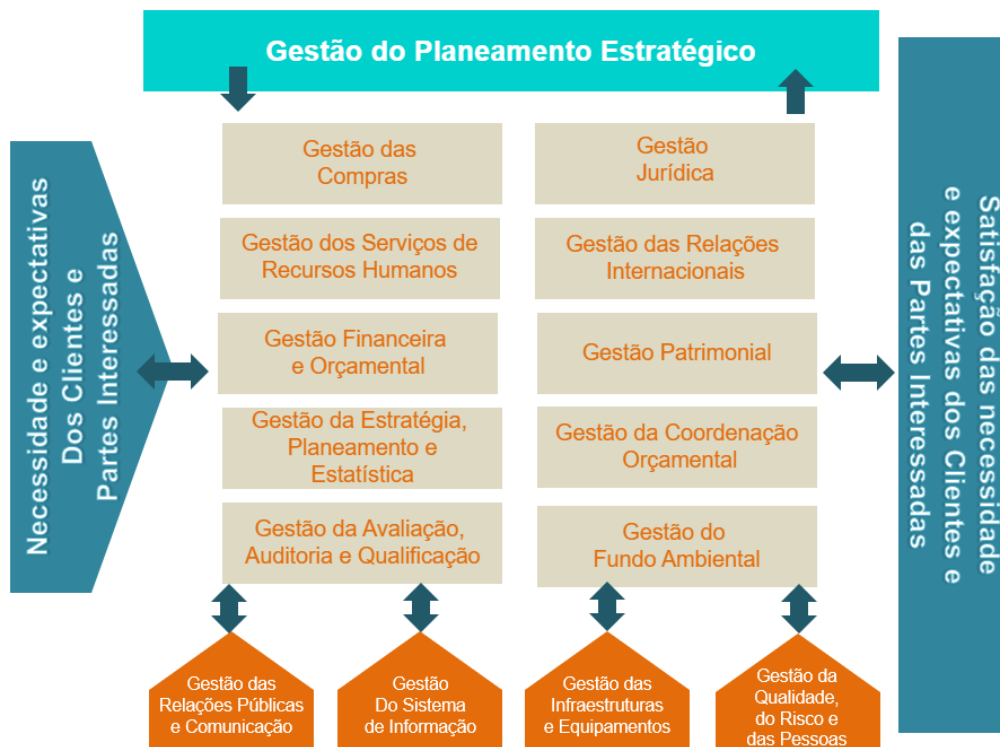 Gestão do Planeamento Estratégico
Necessidade e expectativas
Dos Clientes e
Partes Interessadas
Gestão das
Compras
Gestão
Jurídica
Gestão dos Serviços de
Recursos Humanos
Gestão das Relações
Internacionais
Gestão Financeira
e Orçamental
Gestão Patrimonial
Gestão da Estratégia,
Planeamento e
Estatística
Gestão da Coordenação
Orçamental
Gestão da Avaliação,
Auditoria e Qualificação
Gestão do
Fundo Ambiental
Satisfação das necessidade
e expectativas dos Clientes e
das Partes Interessadas
Gestão das
Relações Públicas
e Comunicação
Gestão
Do Sistema
de Informação
Gestão das
Infraestruturas
e Equipamentos
Gestão da
Qualidade,
do Risco e
das Pessoas